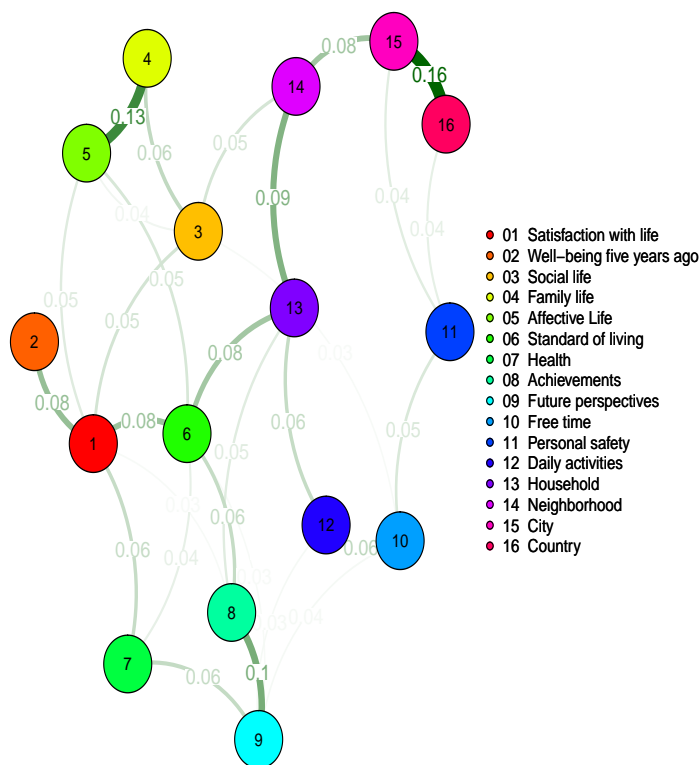 15
0.08
4
0.16
14
0.13
16
5
0.06
0.05
0.04
0.09
0.04
3
0.04
0.05
01 Satisfaction with life
02 Well–being five years ago
03 Social life
04 Family life
05 Affective Life
06 Standard of living
07 Health
08 Achievements
09 Future perspectives
10 Free time
11 Personal safety
12 Daily activities
13 Household
14 Neighborhood
15 City
16 Country
0.05
13
0.05
11
2
0.08
0.03
0.08
0.08
0.06
0.05
1
6
0.05
0.03
0.06
12
10
0.06
0.06
0.04
0.03
8
0.04
7
0.06
0.1
9